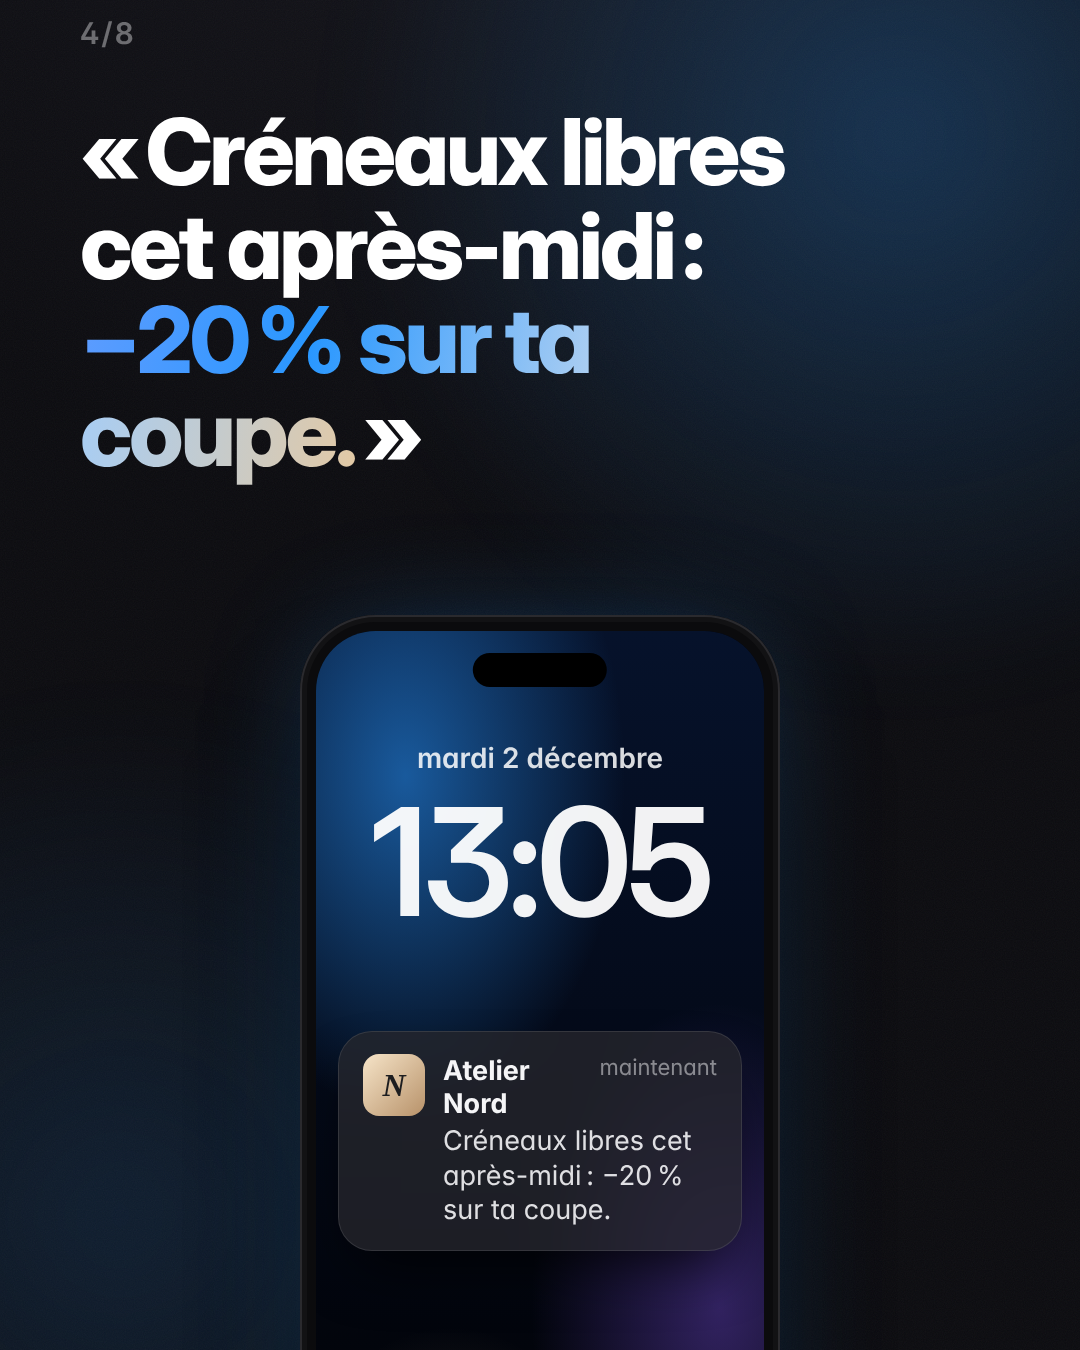 4/8
« Créneaux libres
cet après-midi :
−20 % sur ta
coupe. »
mardi 2 décembre
13:05
N
Atelier
Nord
maintenant
Créneaux libres cet
après-midi : −20 %
sur ta coupe.